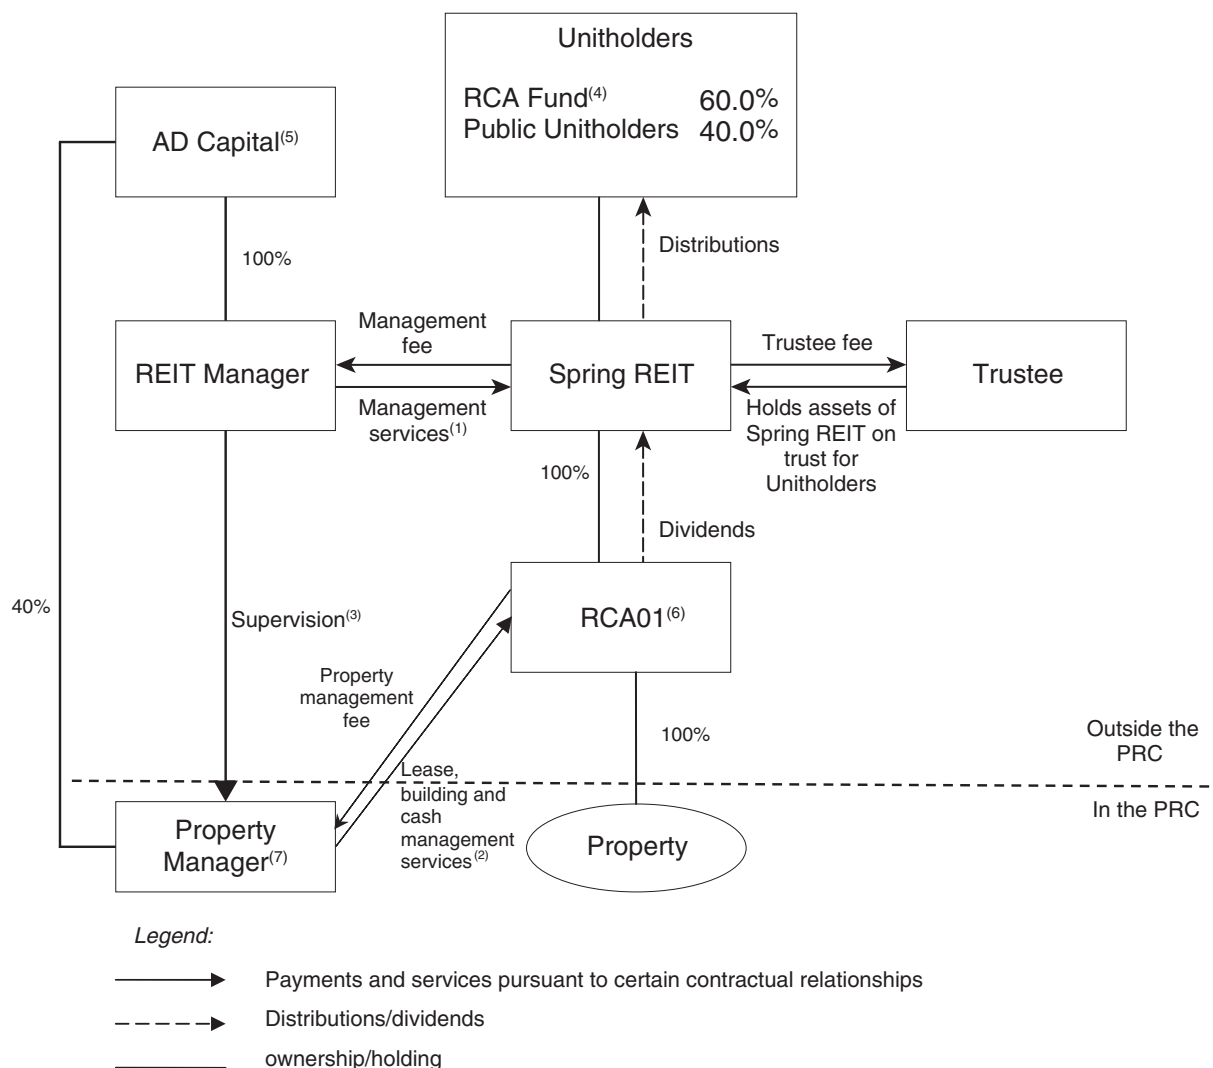 Unitholders
RCA Fund(4) 60.0%
Public Unitholders 40.0%
AD Capital(5)
Distributions
100%
Management
fee
Trustee fee
REIT Manager
Spring REIT
Trustee
Management
services(1)
Holds assets of
Spring REIT on
trust for
Unitholders
100%
Dividends
40%
Supervision(3)
RCA01(6)
Property
management
fee
100%
Outside the
PRC
Lease,
building and
cash
management
services(2)
In the PRC
Property
Manager(7)
Property
Legend:
Payments and services pursuant to certain contractual relationships
Distributions/dividends
ownership/holding